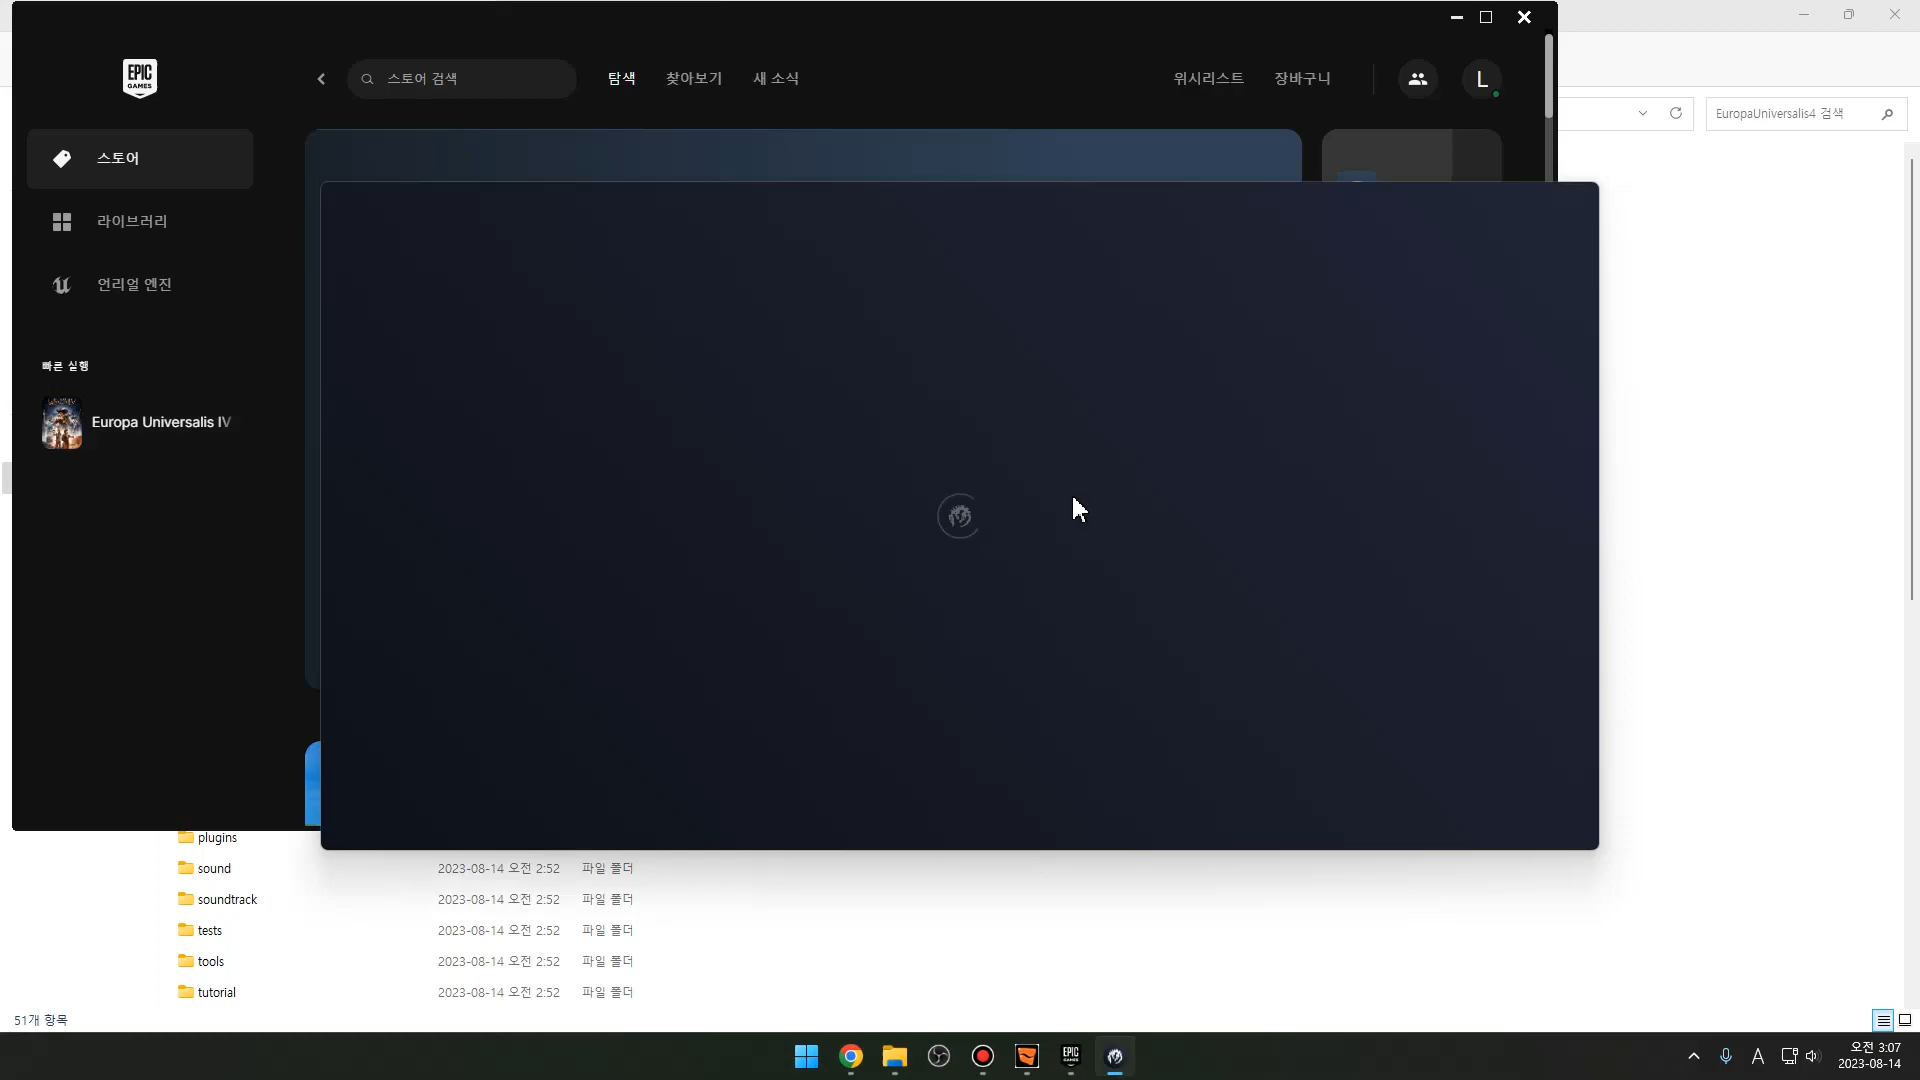 EPIC
GAMES
스토어 검색
탐색
찾아보기
새 소식
위시리스트
장바구니
L
EuropaUniversalis4 검색
스토어
라이브러리
언리얼 엔진
빠른 실행
Europa Universalis IV
plugins
sound 2023-08-14 오전 2:52 파일 폴더
soundtrack 2023-08-14 오전 2:52 파일 폴더
tests 2023-08-14 오전 2:52 파일 폴더
tools 2023-08-14 오전 2:52 파일 폴더
tutorial 2023-08-14 오전 2:52 파일 폴더
51개 항목
EPIC
GAMES
A
오전 3:07
2023-08-14